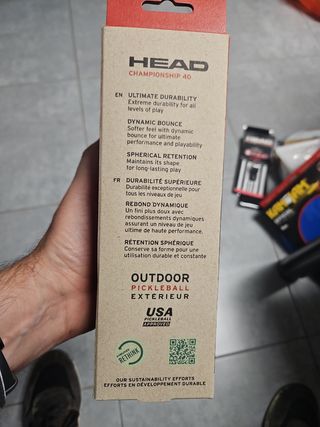 HEAD
CHAMPIONSHIP 40
EN ULTIMATE DURABILITY
Extreme durability for all
levels of play
DYNAMIC BOUNCE
Softer feel with dynamic
bounce for ultimate
performance and playability
SPHERICAL RETENTION
Maintains its shape
for long-lasting play
FR DURABILITÉ SUPÉRIEURE
Durabilité exceptionnelle pour
tous les niveaux de jeu
REBOND DYNAMIQUE
Un fini plus doux avec
rebondissements dynamiques
assurant un niveau de jeu
ultime de haute performance.
RÉTENTION SPHÉRIQUE
Conserve sa forme pour une
utilisation durable et constante
OUTDOOR
PICKLEBALL
EXTÉRIEUR
USA
PICKLEBALL
APPROVED
RETHINK
OUR SUSTAINABILITY EFFORTS
EFFORTS EN DÉVELOPPEMENT DURABLE